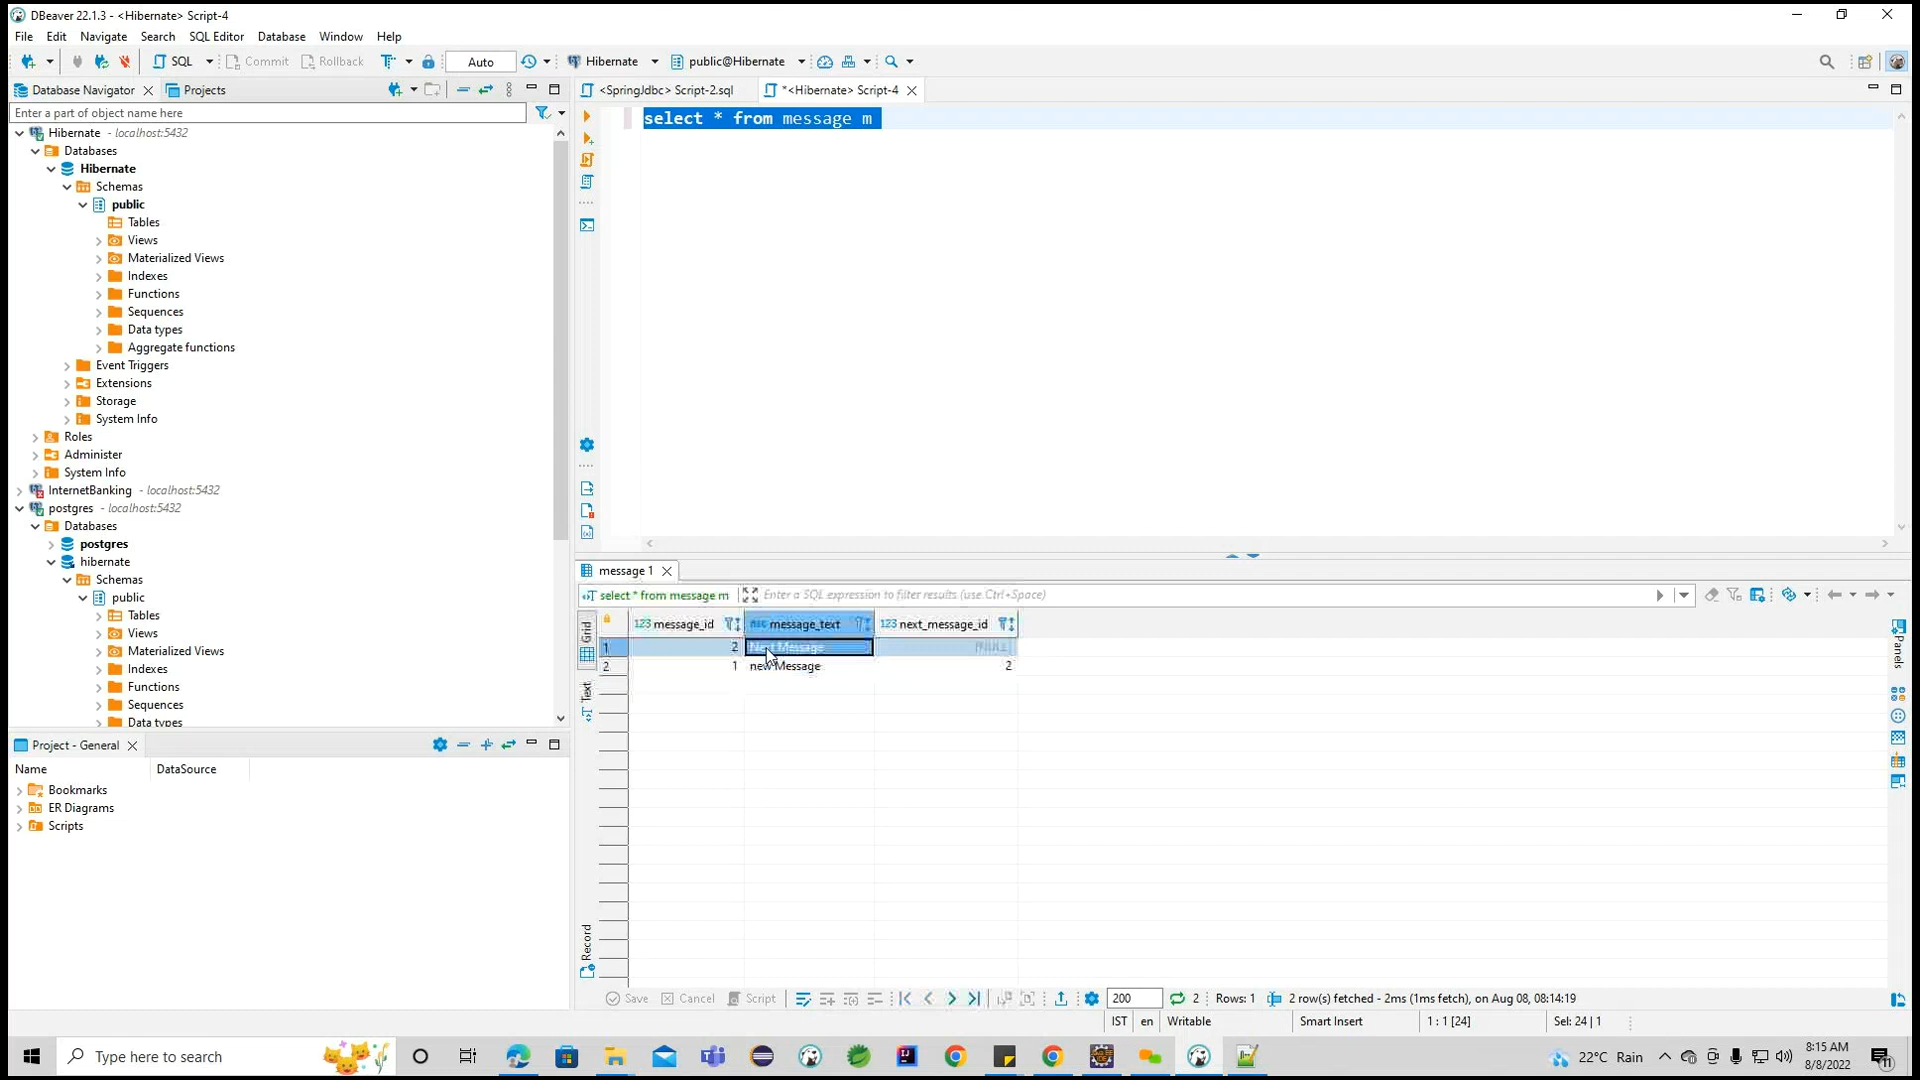 DBeaver 22.1.3 - <Hibernate> Script-4
File Edit Navigate Search SQL Editor Database Window Help
SQL Commit Rollback Auto Hibernate public@Hibernate
Database Navigator Projects
<SpringJdbc> Script-2.sql *<Hibernate> Script-4
Enter a part of object name here
select * from message m
Hibernate - localhost:5432
Databases
Hibernate
Schemas
public
Tables
Views
Materialized Views
Indexes
Functions
Sequences
Data types
Aggregate functions
Event Triggers
Extensions
Storage
System Info
Roles
Administer
System Info
InternetBanking - localhost:5432
postgres - localhost:5432
Databases
postgres
hibernate
Schemas
public
Tables
Views
Materialized Views
Indexes
Functions
Sequences
Data types
message 1
select * from message m Enter a SQL expression to filter results (use Ctrl+Space)
Grid
Text
Record
Panels
123 message_id ABC message_text 123 next_message_id
1 2 Next Message [NULL]
2 1 new Message 2
Project - General
Name DataSource
Bookmarks
ER Diagrams
Scripts
Save Cancel Script 200 2 Rows: 1 2 row(s) fetched - 2ms (1ms fetch), on Aug 08, 08:14:19
IST en Writable Smart Insert 1 : 1 [24] Sel: 24 | 1
Type here to search
22°C Rain
8:15 AM
8/8/2022
11